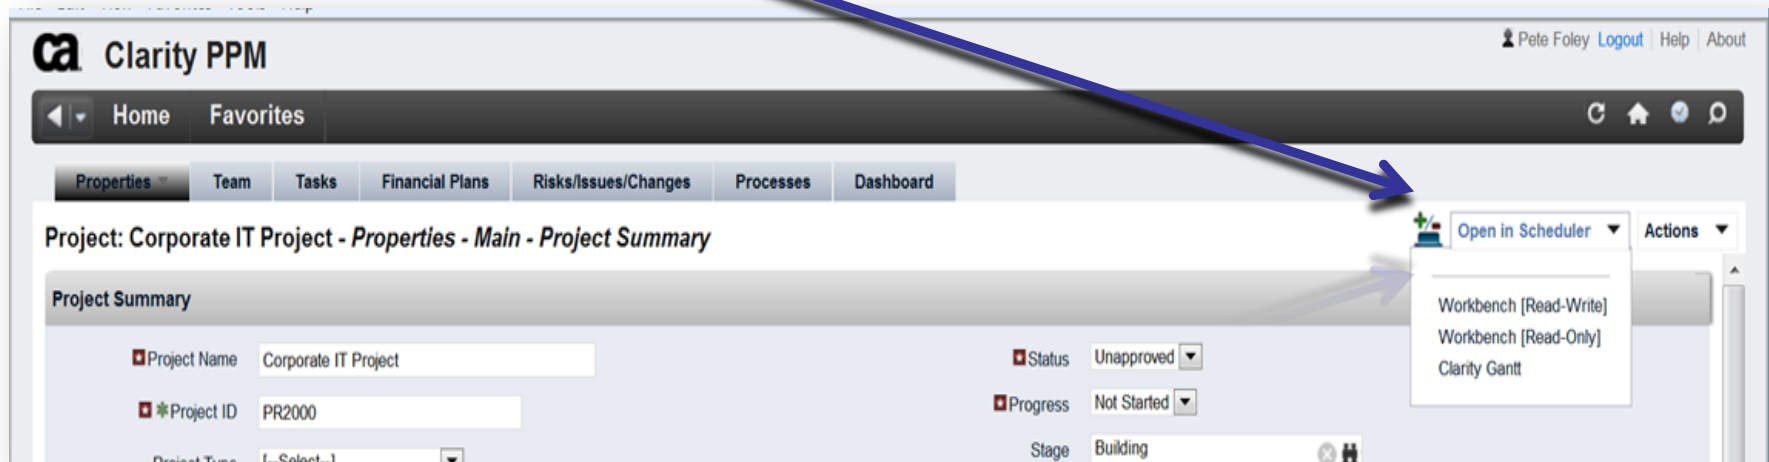 ca Clarity PPM
Pete Foley Logout Help About
Home Favorites
Properties Team Tasks Financial Plans Risks/Issues/Changes Processes Dashboard
Project: Corporate IT Project - Properties - Main - Project Summary
Open in Scheduler Actions
Project Summary
Workbench [Read-Write]
Workbench [Read-Only]
Clarity Gantt
Project Name Corporate IT Project
Status Unapproved
Project ID PR2000
Progress Not Started
Project Type [--Select--]
Stage Building